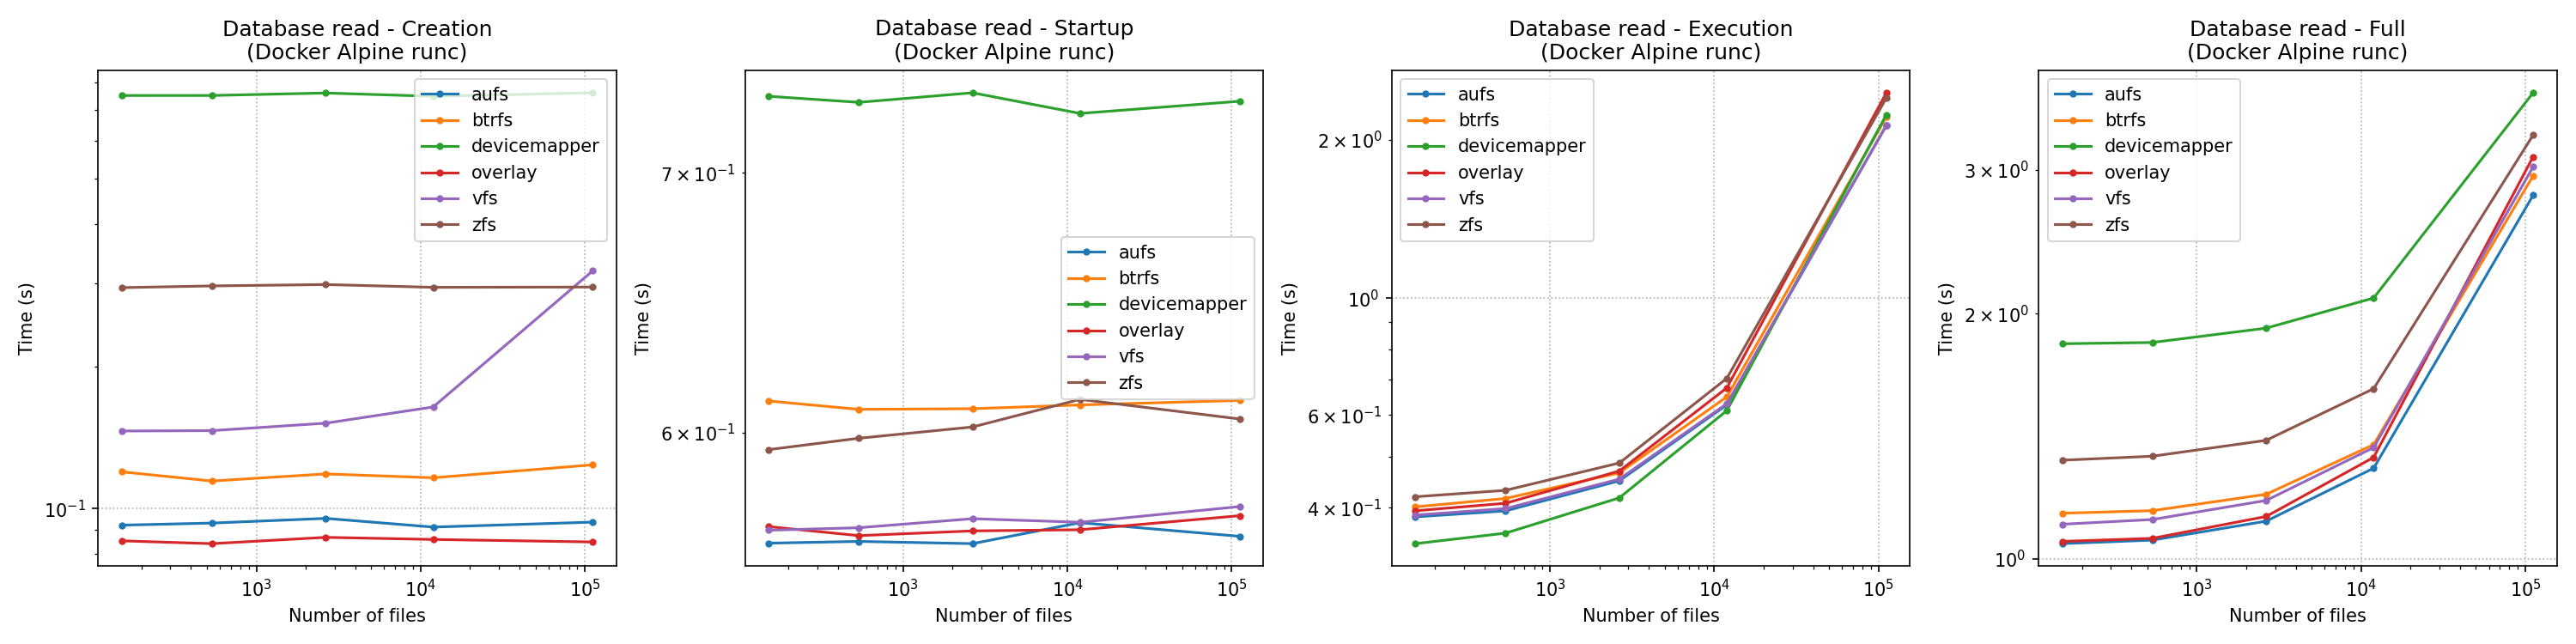 Database read - Creation
(Docker Alpine runc)
Time (s)
10⁻¹
aufs
btrfs
devicemapper
overlay
vfs
zfs
10³
10⁴
10⁵
Number of files
Database read - Startup
(Docker Alpine runc)
Time (s)
7 × 10⁻¹
6 × 10⁻¹
aufs
btrfs
devicemapper
overlay
vfs
zfs
10³
10⁴
10⁵
Number of files
Database read - Execution
(Docker Alpine runc)
Time (s)
2 × 10⁰
10⁰
6 × 10⁻¹
4 × 10⁻¹
aufs
btrfs
devicemapper
overlay
vfs
zfs
10³
10⁴
10⁵
Number of files
Database read - Full
(Docker Alpine runc)
Time (s)
3 × 10⁰
2 × 10⁰
10⁰
aufs
btrfs
devicemapper
overlay
vfs
zfs
10³
10⁴
10⁵
Number of files